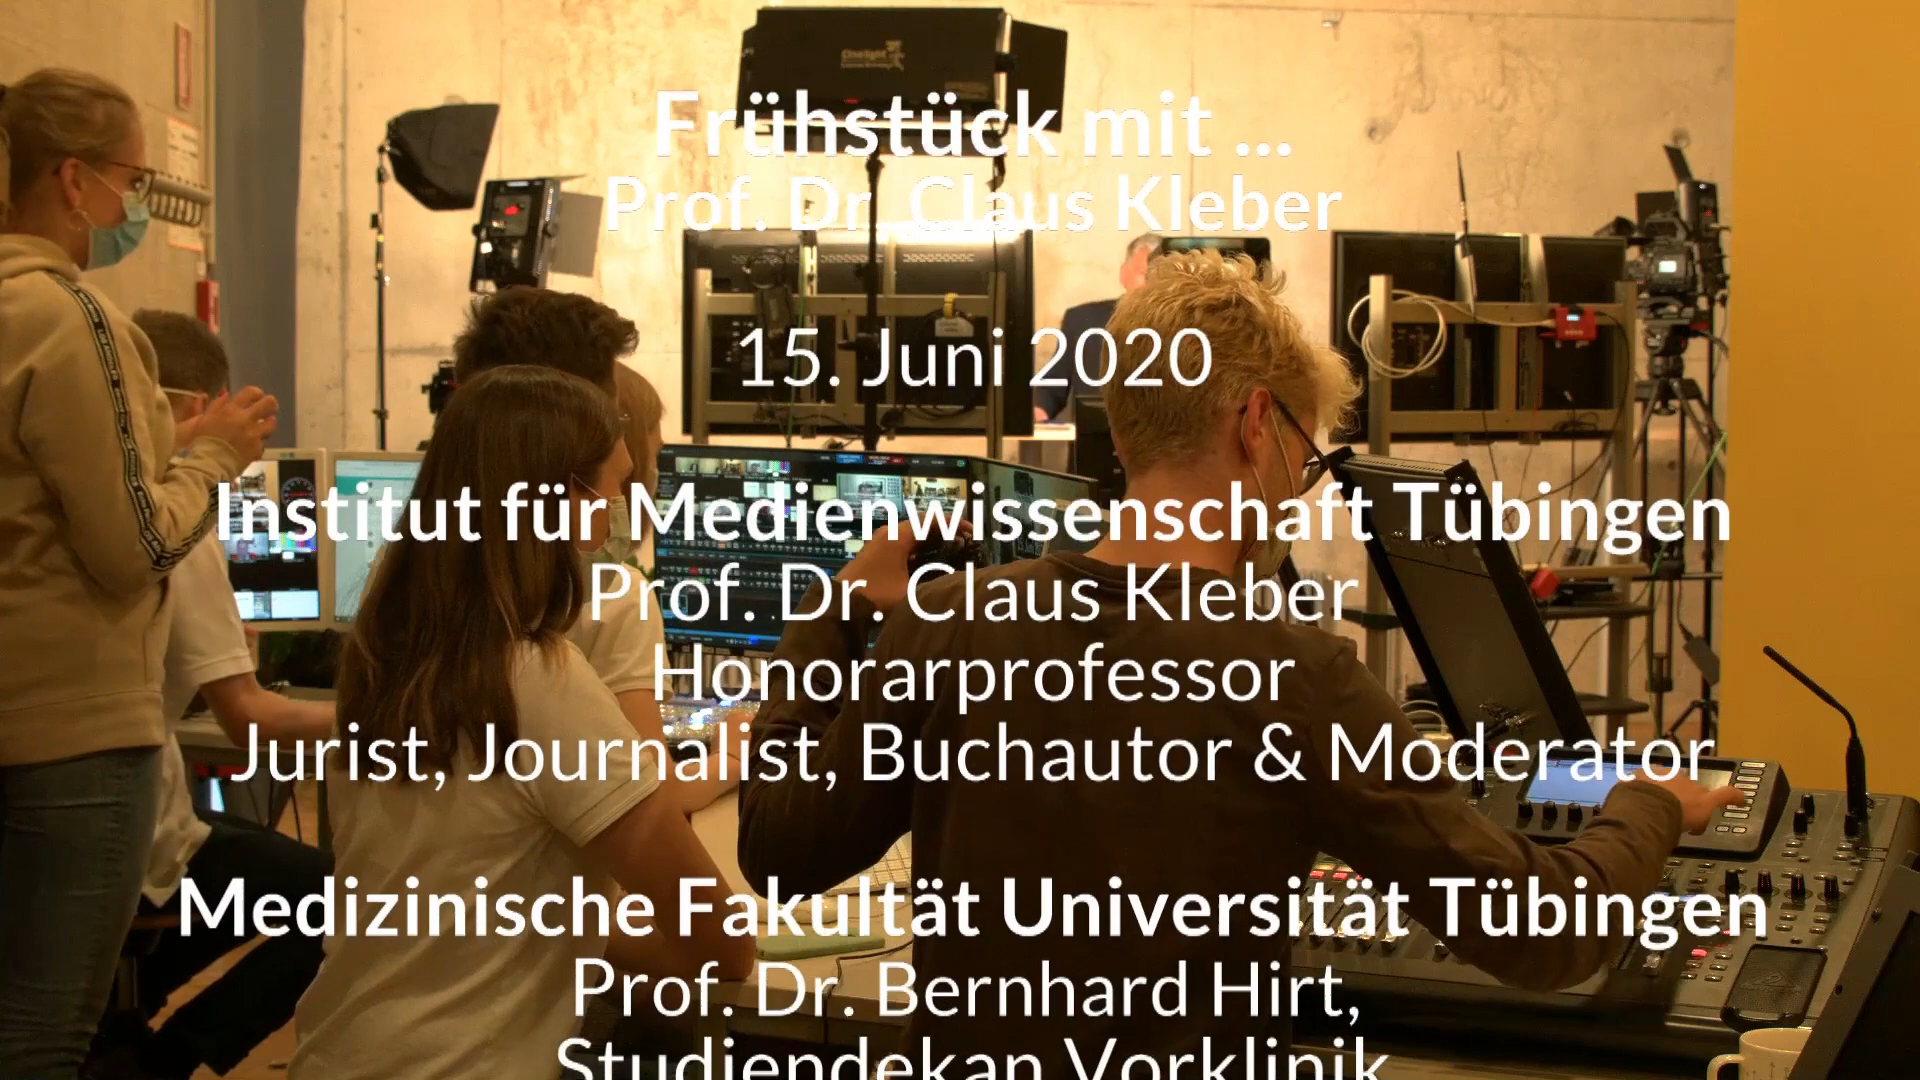 Cinelight
Frühstück mit ...
Prof. Dr. Claus Kleber
15. Juni 2020
Institut für Medienwissenschaft Tübingen
Prof. Dr. Claus Kleber
Honorarprofessor
Jurist, Journalist, Buchautor & Moderator
Medizinische Fakultät Universität Tübingen
Prof. Dr. Bernhard Hirt,
Studiendekan Vorklinik